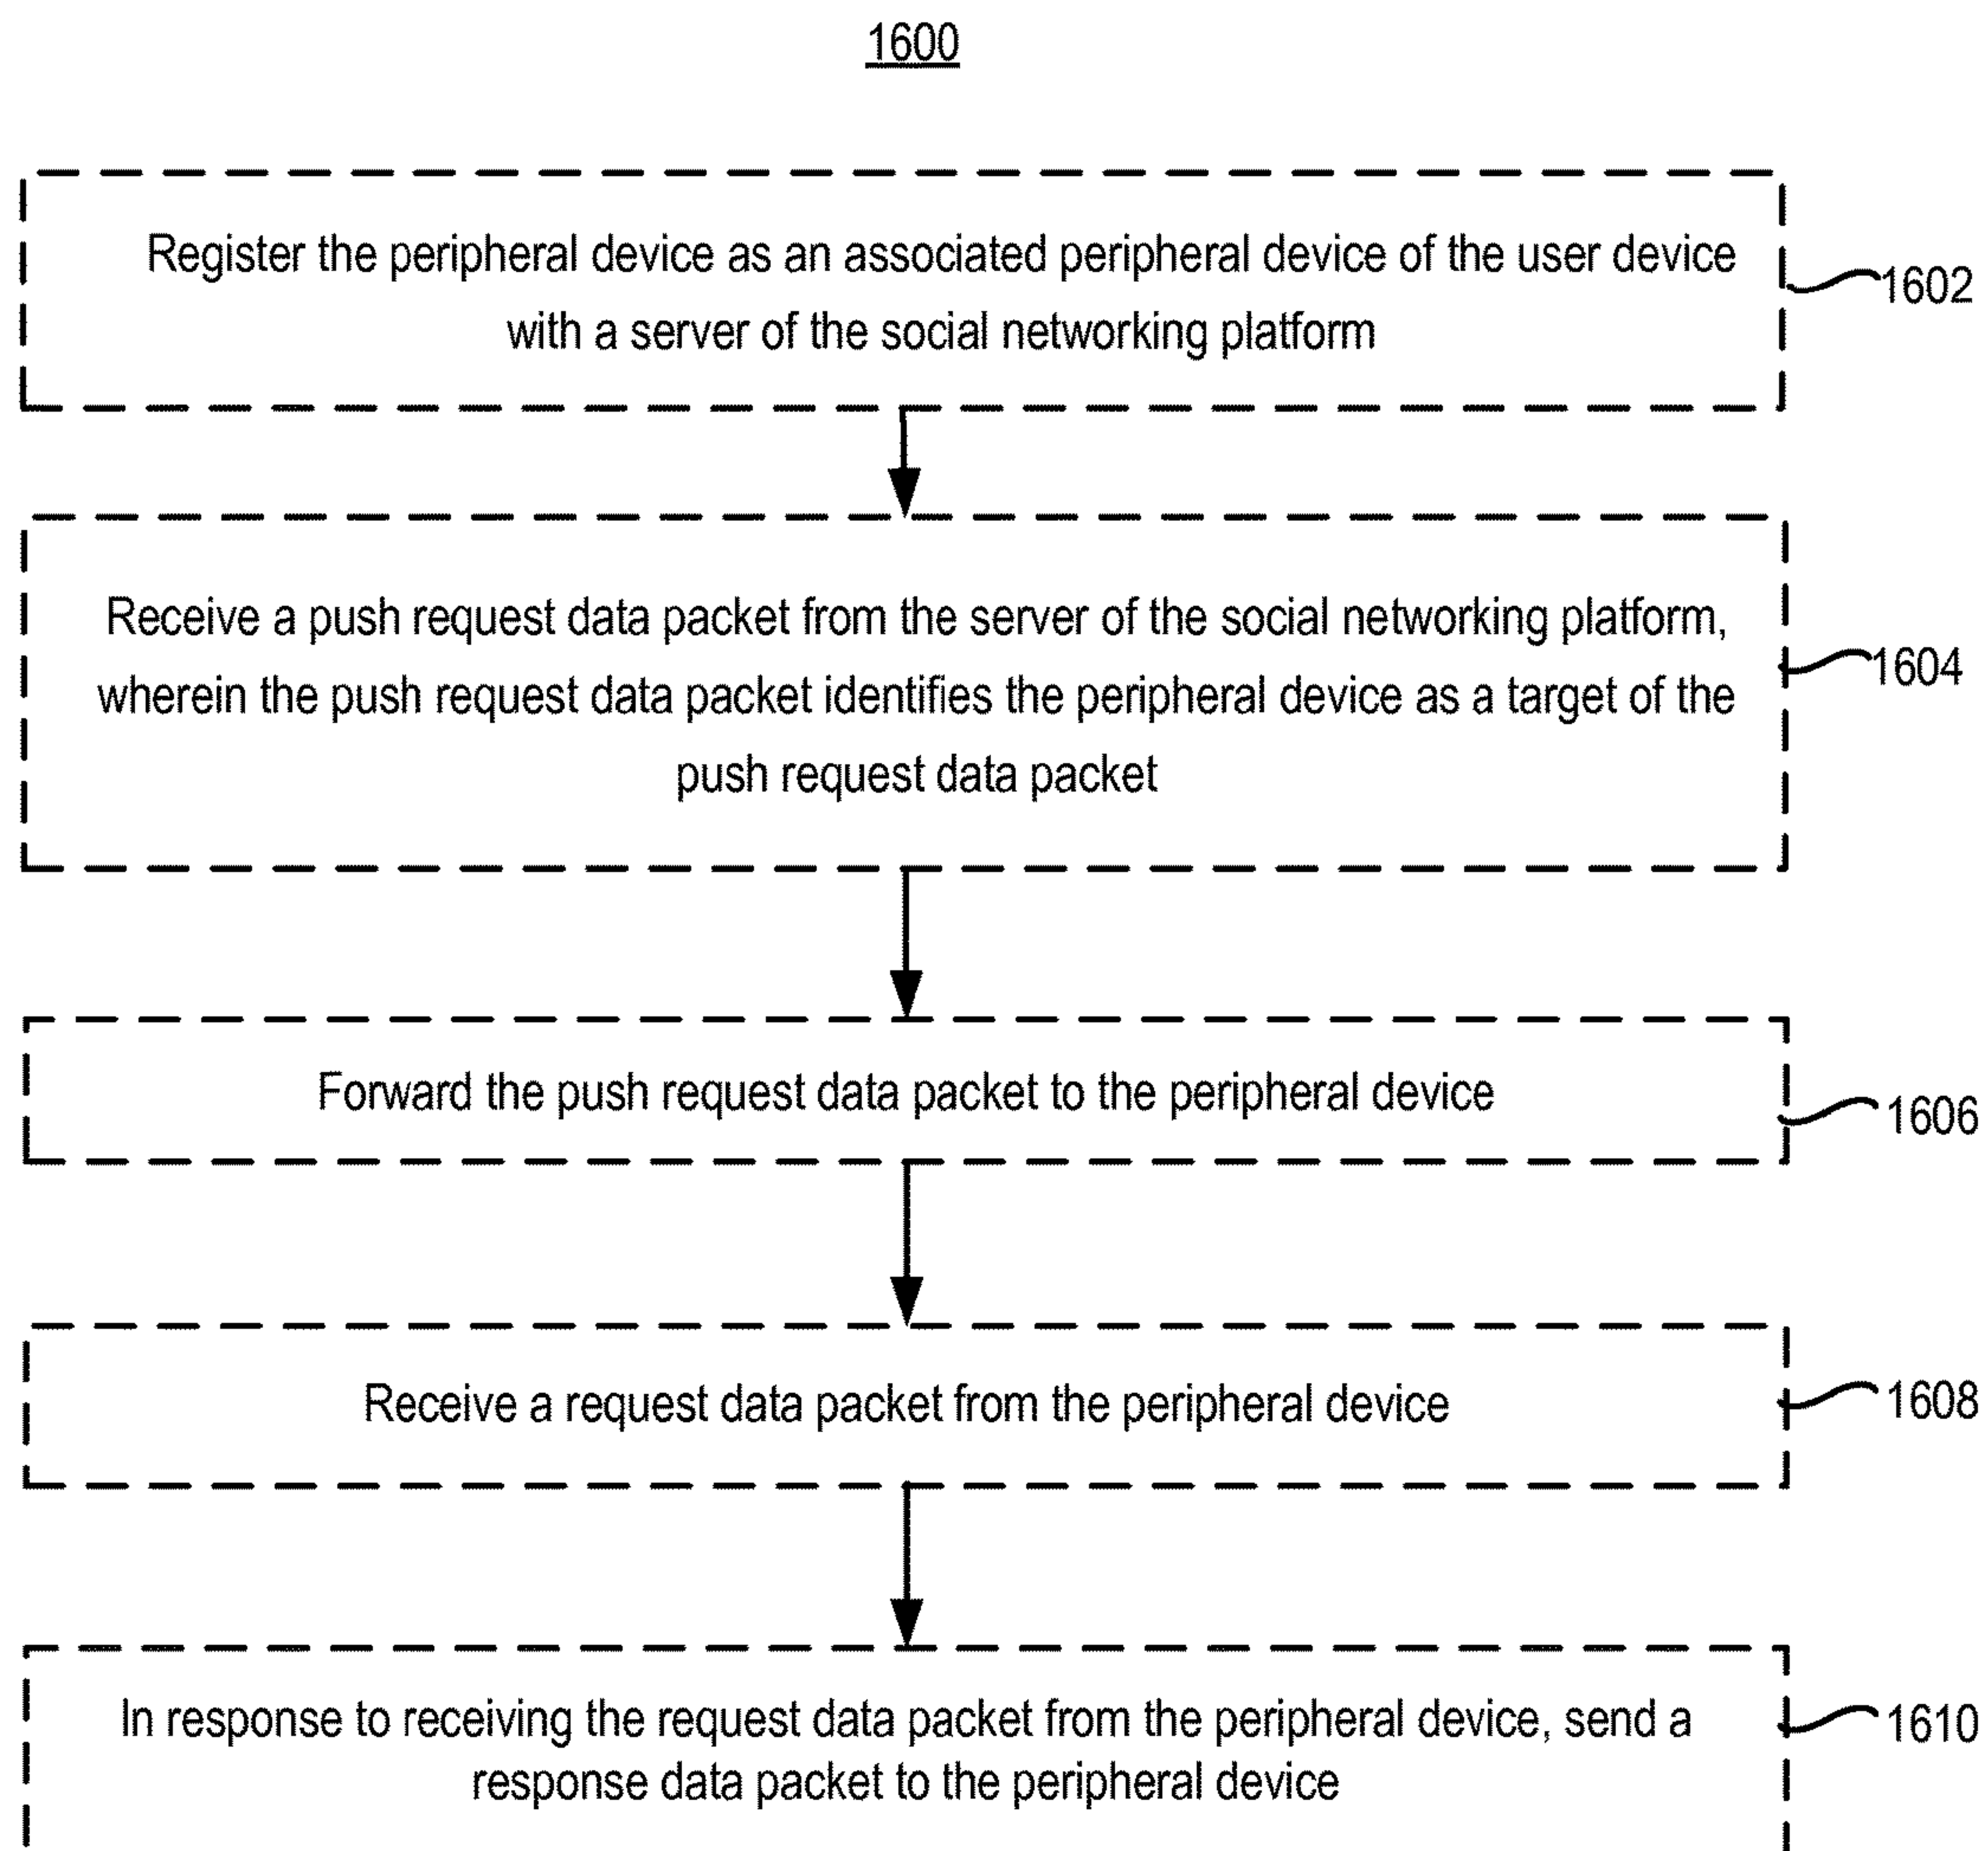 1600
Register the peripheral device as an associated peripheral device of the user device
with a server of the social networking platform
1602
Receive a push request data packet from the server of the social networking platform,
wherein the push request data packet identifies the peripheral device as a target of the
push request data packet
1604
Forward the push request data packet to the peripheral device
1606
Receive a request data packet from the peripheral device
1608
In response to receiving the request data packet from the peripheral device, send a
response data packet to the peripheral device
1610